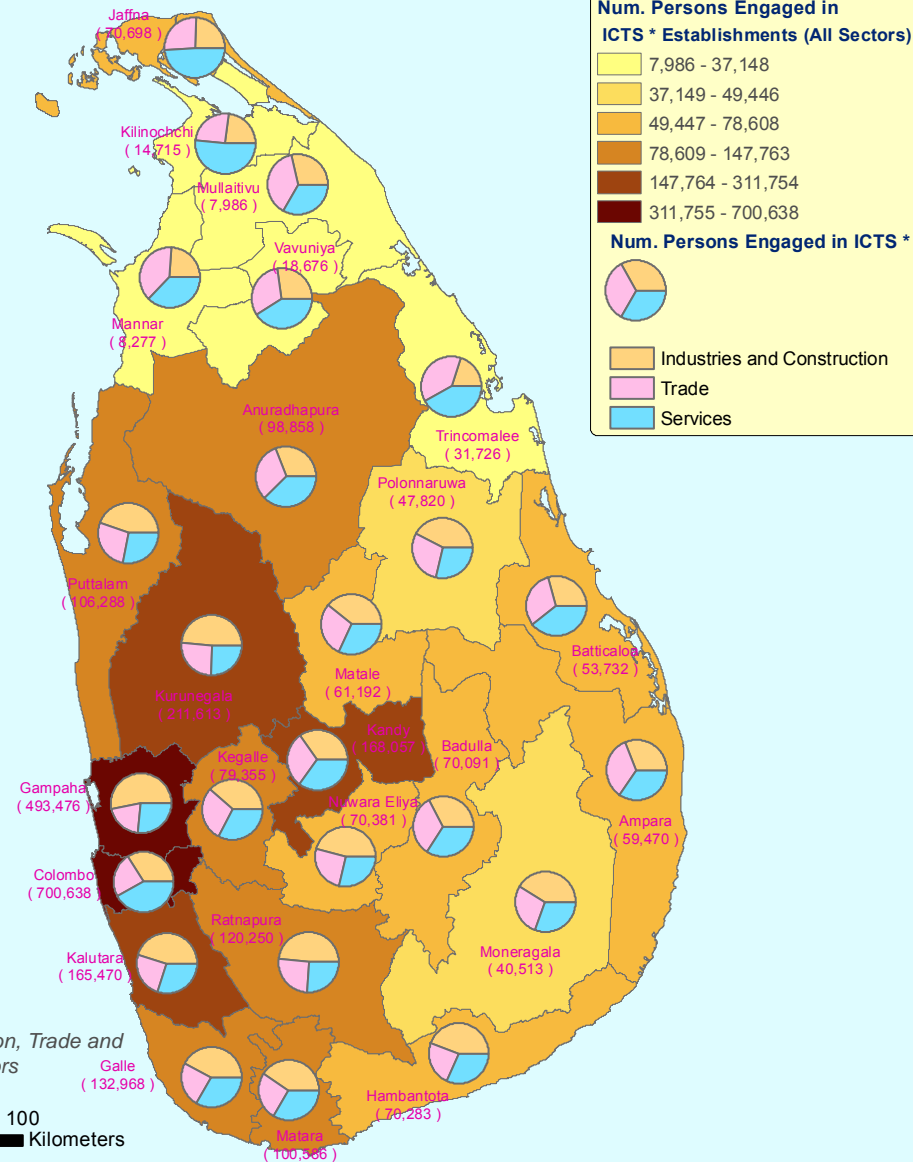 Num. Persons Engaged in
ICTS * Establishments (All Sectors)
7,986 - 37,148
37,149 - 49,446
49,447 - 78,608
78,609 - 147,763
147,764 - 311,754
311,755 - 700,638
Num. Persons Engaged in ICTS *
Industries and Construction
Trade
Services
Jaffna
( 70,698 )
Kilinochchi
( 14,715 )
Mullaitivu
( 7,986 )
Vavuniya
( 18,676 )
Mannar
( 8,277 )
Anuradhapura
( 98,858 )
Trincomalee
( 31,726 )
Polonnaruwa
( 47,820 )
Puttalam
( 106,288 )
Batticaloa
( 53,732 )
Matale
( 61,192 )
Kurunegala
Kandy
Badulla
( 70,091 )
Kegalle
( 79,355 )
Gampaha
( 493,476 )
Nuwara Eliya
( 70,381 )
Ampara
( 59,470 )
Colombo
( 700,638 )
Ratnapura
( 120,250 )
Moneragala
( 40,513 )
Kalutara
( 165,470 )
on, Trade and
rs
Galle
( 132,968 )
Hambantota
( 70,283 )
Matara
( 100,586 )
100
Kilometers